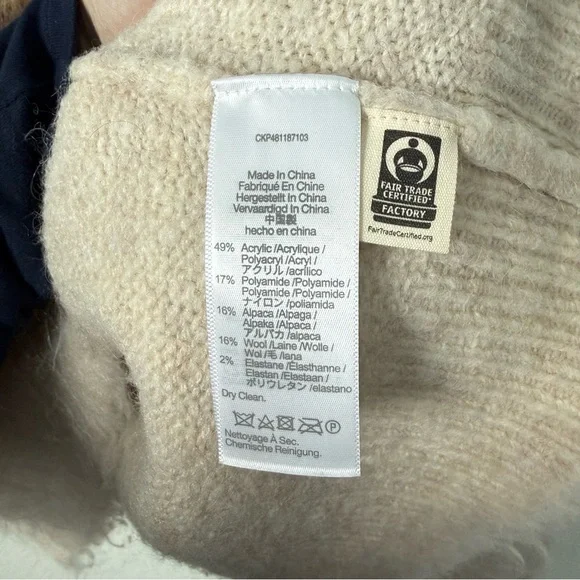 CKP481187103
Made In China
Fabriqué En Chine
Hergestellt In China
Vervaardigd In China
中国製
hecho en china
49% Acrylic /Acrylique /
Polyacryl /Acryl /
アクリル /acrílico
17% Polyamide /Polyamide /
Polyamide /Polyamide /
ナイロン /poliamida
16% Alpaca /Alpaga /
Alpaka /Alpaca /
アルパカ /alpaca
16% Wool /Laine /Wolle /
Wol /毛 /lana
2% Elastane /Élasthanne /
Elastan /Elastaan /
ポリウレタン /elastano
Dry Clean.
P
Nettoyage À Sec.
Chemische Reinigung.
FAIR TRADE
CERTIFIED
FACTORY
FairTradeCertified.org